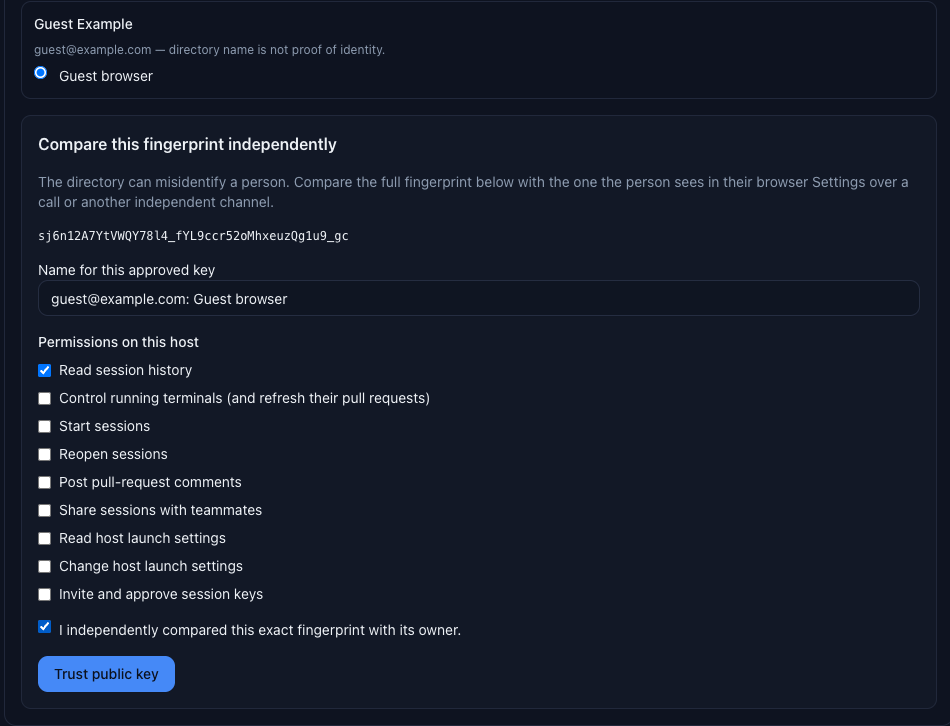 Guest Example
guest@example.com — directory name is not proof of identity.
Guest browser
Compare this fingerprint independently
The directory can misidentify a person. Compare the full fingerprint below with the one the person sees in their browser Settings over a
call or another independent channel.
sj6n12A7YtVWQY78l4_fYL9ccr52oMhxeuzQg1u9_gc
Name for this approved key
guest@example.com: Guest browser
Permissions on this host
Read session history
Control running terminals (and refresh their pull requests)
Start sessions
Reopen sessions
Post pull-request comments
Share sessions with teammates
Read host launch settings
Change host launch settings
Invite and approve session keys
I independently compared this exact fingerprint with its owner.
Trust public key